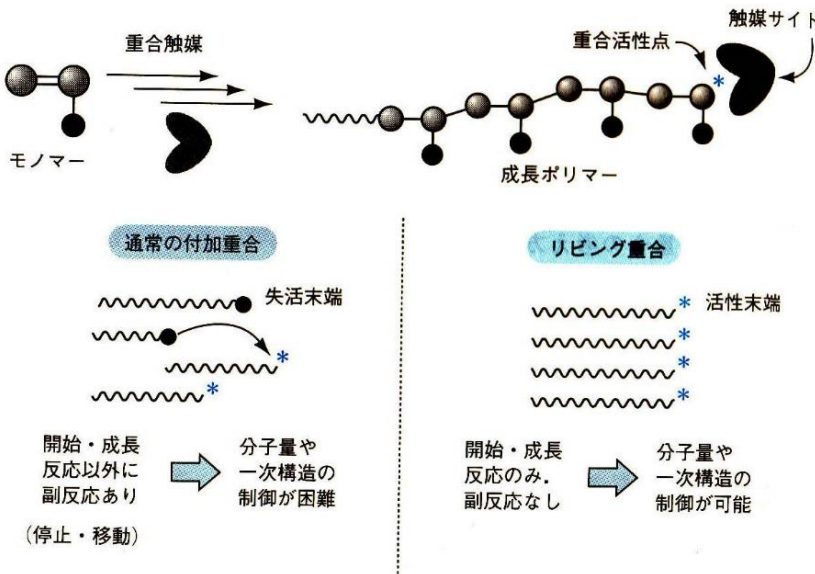 重合触媒
モノマー
重合活性点
触媒サイト
*
成長ポリマー
通常の付加重合
失活末端
*
*
開始・成長
反応以外に
副反応あり
(停止・移動)
分子量や
一次構造の
制御が困難
リビング重合
* 活性末端
*
*
*
開始・成長
反応のみ．
副反応なし
分子量や
一次構造の
制御が可能